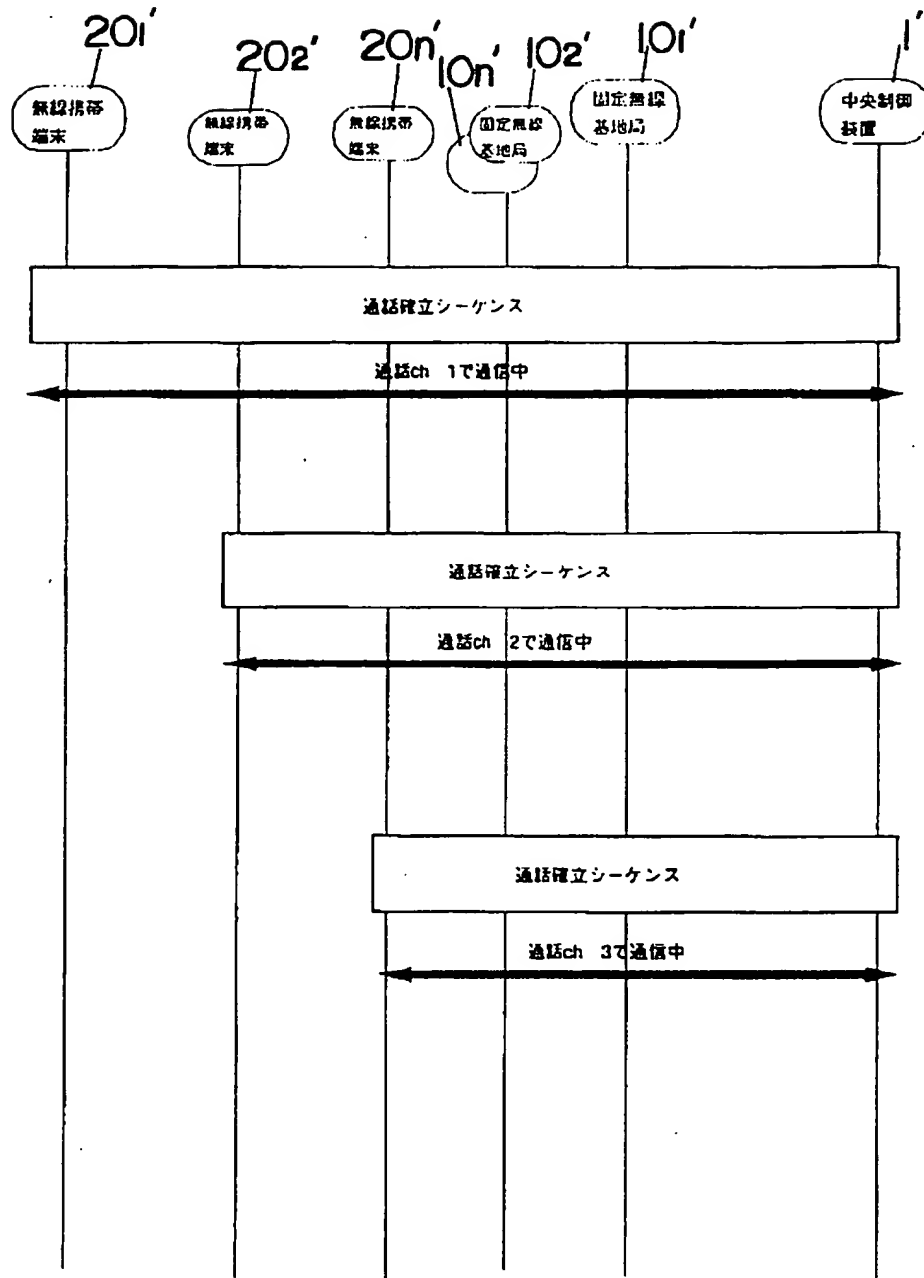 201'
202'
20n'
10n'
102'
101'
1'
無線携帯
端末
無線携帯
端末
無線携帯
端末
固定無線
基地局
固定無線
基地局
中央制御
装置
通話確立シーケンス
通話ch 1で通信中
通話確立シーケンス
通話ch 2で通信中
通話確立シーケンス
通話ch 3で通信中